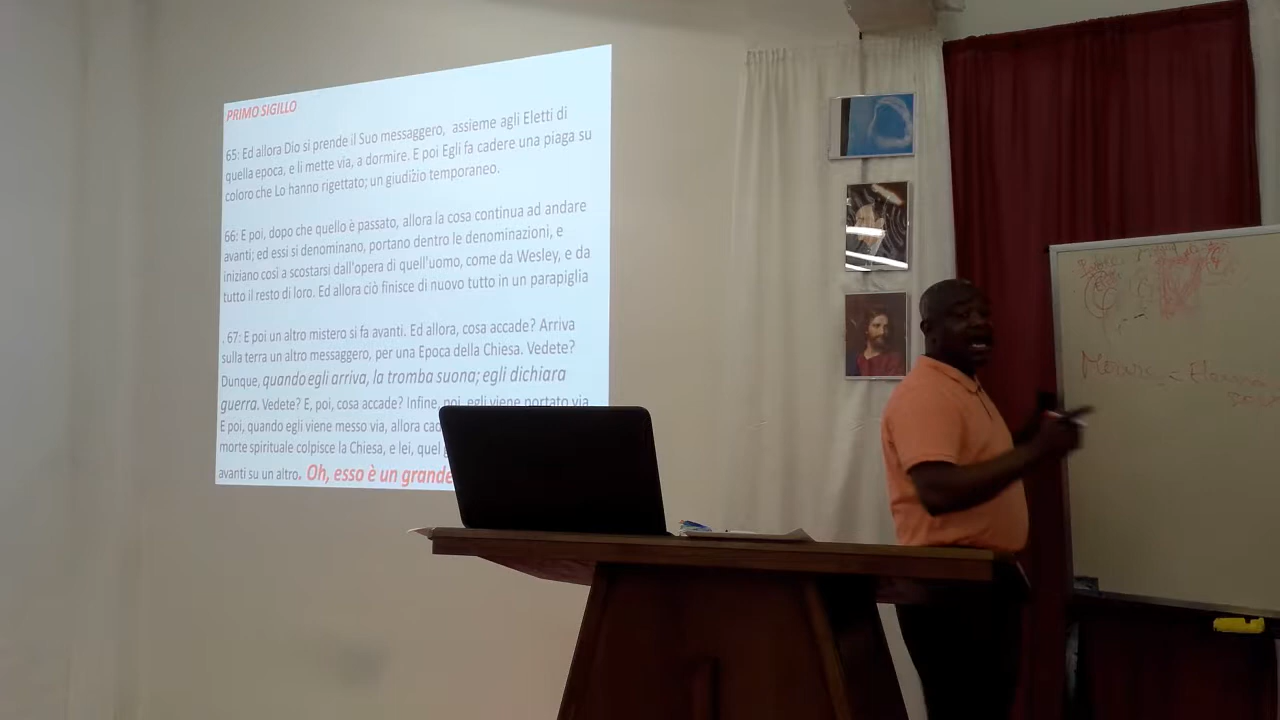 PRIMO SIGILLO
65: Ed allora Dio si prende il Suo messaggero, assieme agli Eletti di
quella epoca, e li mette via, a dormire. E poi Egli fa cadere una piaga su
coloro che Lo hanno rigettato; un giudizio temporaneo.
66: E poi, dopo che quello è passato, allora la cosa continua ad andare
avanti; ed essi si denominano, portano dentro le denominazioni, e
iniziano così a scostarsi dall'opera di quell'uomo, come da Wesley, e da
tutto il resto di loro. Ed allora ciò finisce di nuovo tutto in un parapiglia
. 67: E poi un altro mistero si fa avanti. Ed allora, cosa accade? Arriva
sulla terra un altro messaggero, per una Epoca della Chiesa. Vedete?
Dunque, quando egli arriva, la tromba suona; egli dichiara
guerra. Vedete? E, poi, cosa accade? Infine, poi, egli viene portato via.
E poi, quando egli viene messo via, allora
morte spirituale colpisce la Chiesa, e lei, quel
avanti su un altro. Oh, esso è un grande